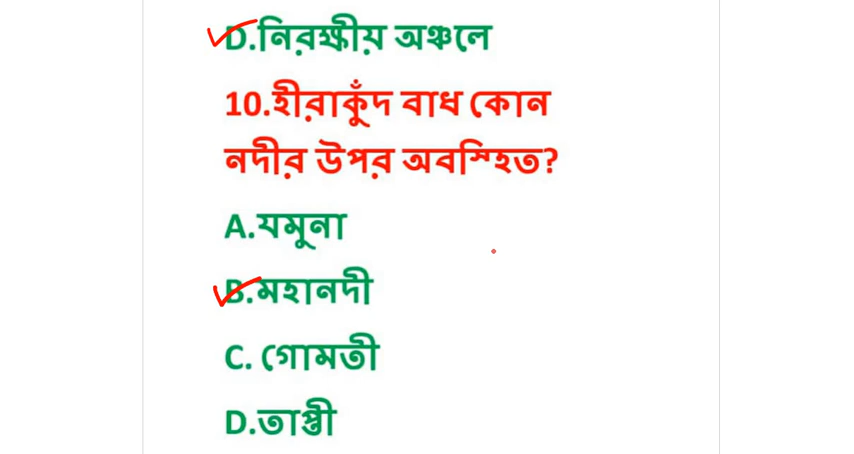 D.নিরক্ষীয় অঞ্চলে
10.হীরাকুঁদ বাধ কোন
নদীর উপর অবস্হিত?
A.যমুনা
B.মহানদী
C. গোমতী
D.তাপ্তী